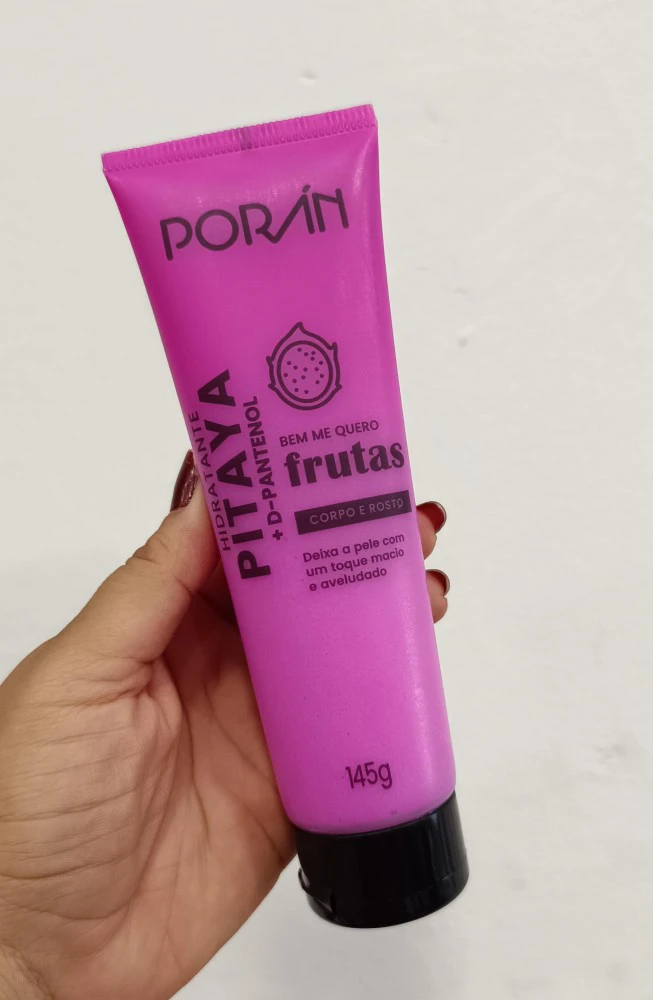 PORÁN
HIDRATANTE
PITAYA
+ D-PANTENOL
BEM ME QUERO
frutas
CORPO E ROSTO
Deixa a pele com
um toque macio
e aveludado
145g